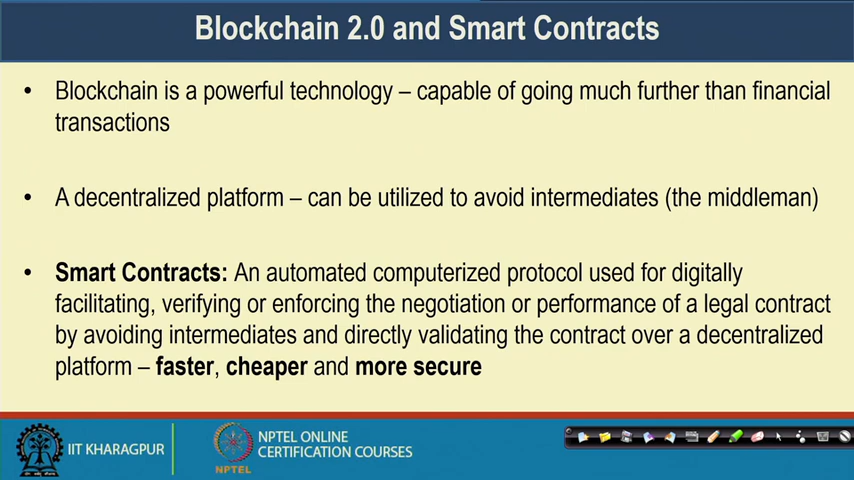 Blockchain 2.0 and Smart Contracts
• Blockchain is a powerful technology – capable of going much further than financial
transactions
• A decentralized platform – can be utilized to avoid intermediates (the middleman)
• Smart Contracts: An automated computerized protocol used for digitally
facilitating, verifying or enforcing the negotiation or performance of a legal contract
by avoiding intermediates and directly validating the contract over a decentralized
platform – faster, cheaper and more secure
IIT KHARAGPUR
NPTEL
NPTEL ONLINE
CERTIFICATION COURSES